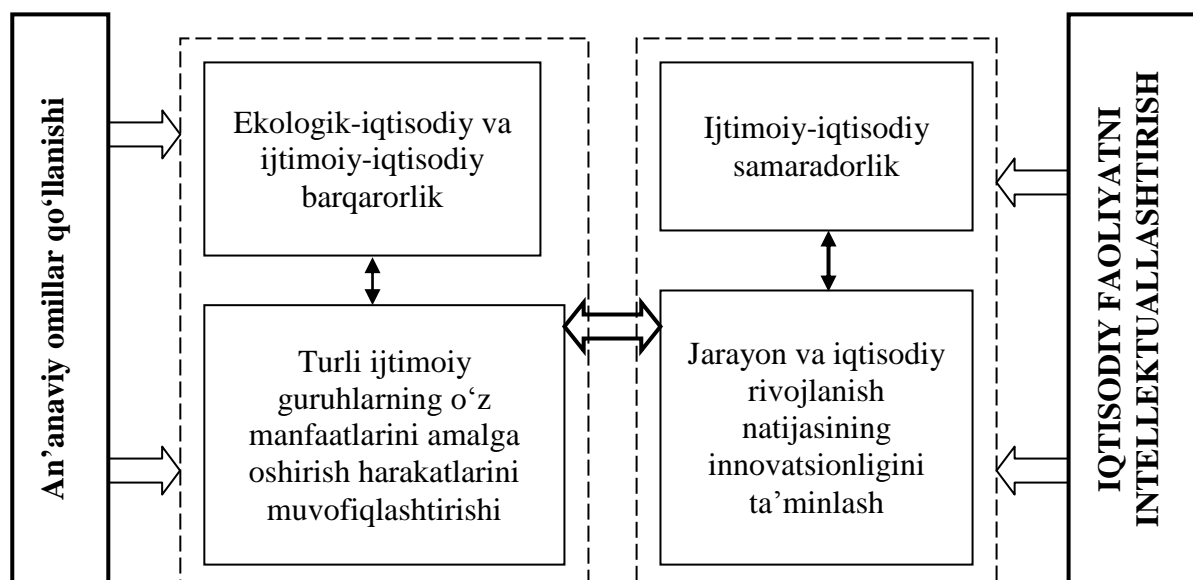 An’anaviy omillar qo‘llanishi
Ekologik-iqtisodiy va
ijtimoiy-iqtisodiy
barqarorlik
Turli ijtimoiy
guruhlarning o‘z
manfaatlarini amalga
oshirish harakatlarini
muvofiqlashtirishi
Ijtimoiy-iqtisodiy
samaradorlik
Jarayon va iqtisodiy
rivojlanish
natijasining
innovatsionligini
ta’minlash
IQTISODIY FAOLIYATNI
INTELLEKTUALLASHTIRISH